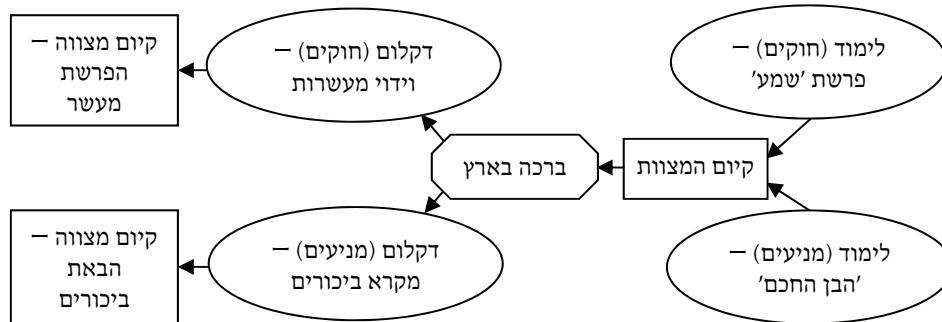 לימוד (חוקים) –
פרשת 'שמע'
לימוד (מניעים) –
'הבן החכם'
קיום המצוות
ברכה בארץ
דקלום (חוקים) –
וידוי מעשרות
קיום מצווה –
הפרשת
מעשר
דקלום (מניעים) –
מקרא ביכורים
קיום מצווה –
הבאת
ביכורים